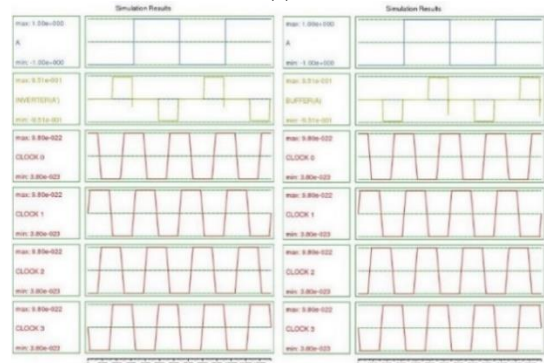 Simulation Results
max: 1.00e+000
A
min: -1.00e+000
max: 9.51e-001
INVERTER(A')
min: -9.51e-001
max: 9.80e-022
CLOCK 0
min: 3.80e-023
max: 9.80e-022
CLOCK 1
min: 3.80e-023
max: 9.80e-022
CLOCK 2
min: 3.80e-023
max: 9.80e-022
CLOCK 3
min: 3.80e-023
Simulation Results
max: 1.00e+000
A
min: -1.00e+000
max: 9.51e-001
BUFFER(A)
min: -9.51e-001
max: 9.80e-022
CLOCK 0
min: 3.80e-023
max: 9.80e-022
CLOCK 1
min: 3.80e-023
max: 9.80e-022
CLOCK 2
min: 3.80e-023
max: 9.80e-022
CLOCK 3
min: 3.80e-023